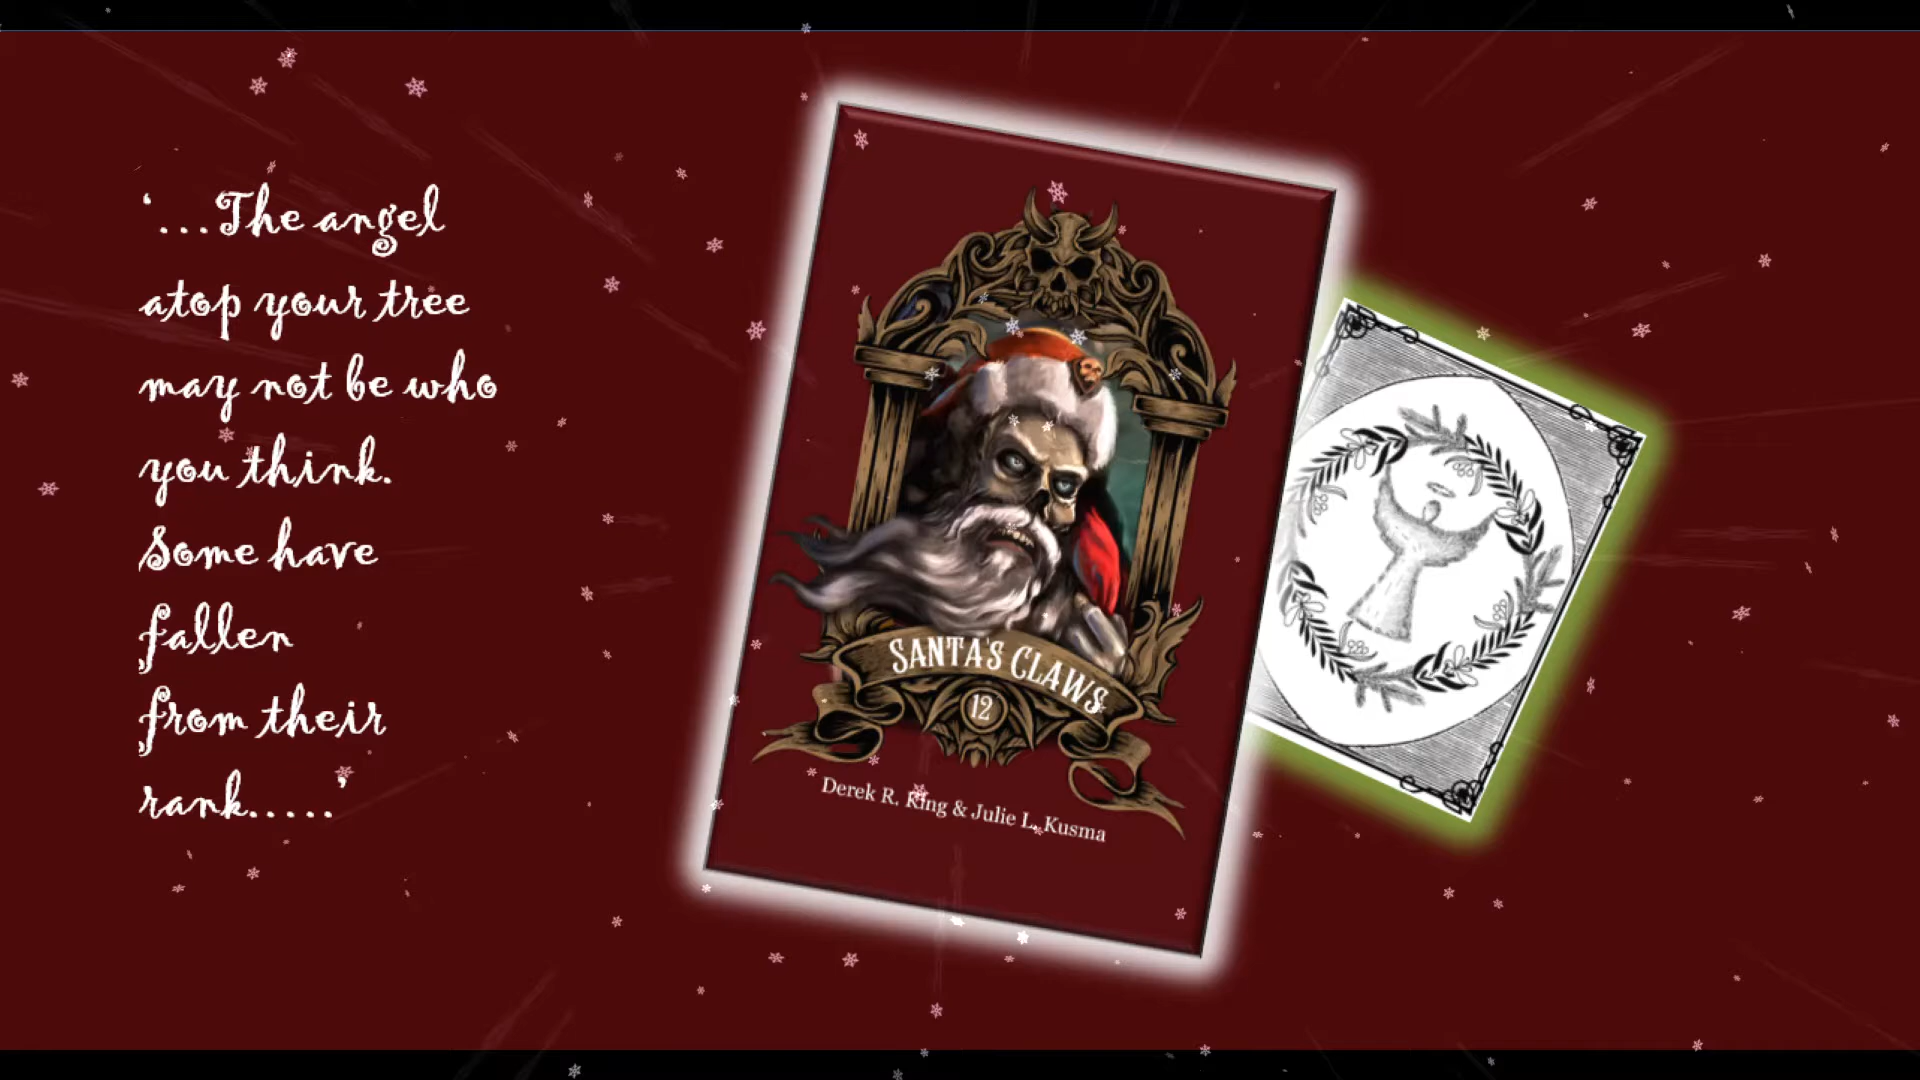 ‘...The angel
atop your tree
may not be who
you think.
Some have
fallen
from their
rank.....’
SANTA'S CLAWS
12
Derek R. King & Julie L. Kusma